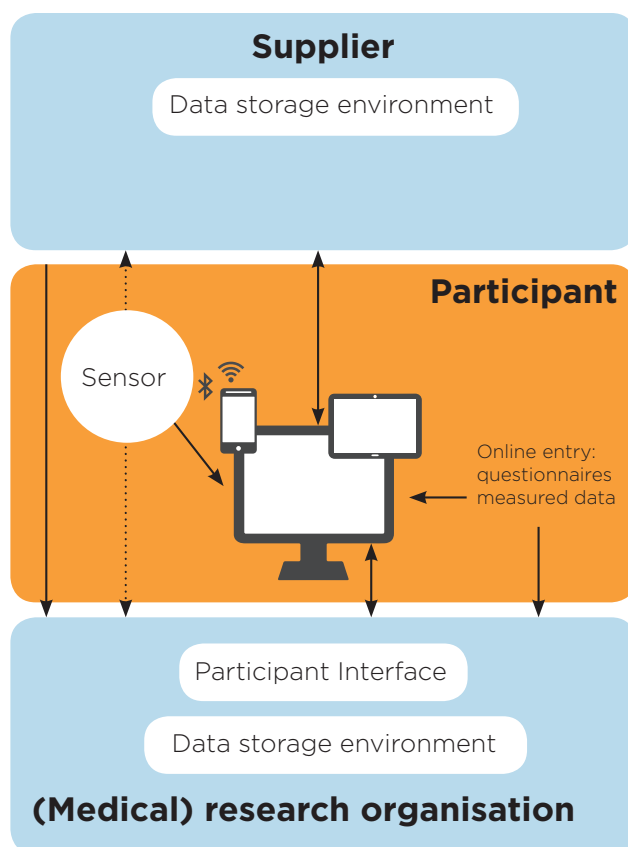 Supplier
Data storage environment
Participant
Sensor
Online entry:
questionnaires
measured data
Participant Interface
Data storage environment
(Medical) research organisation